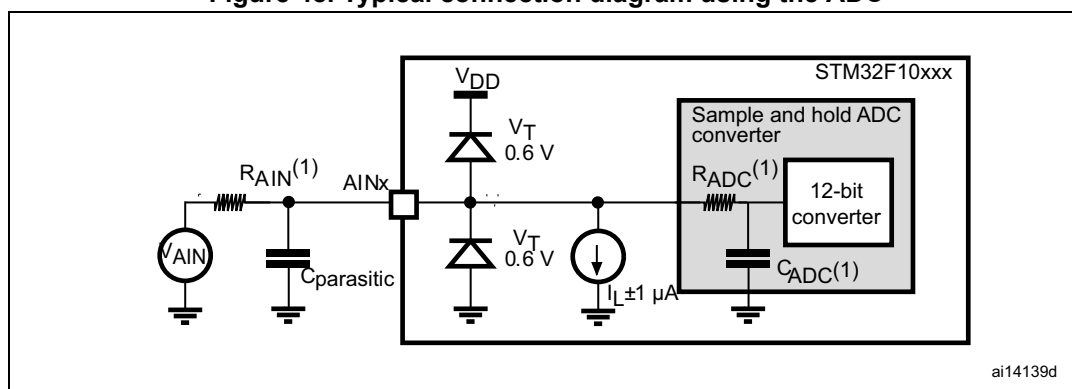 Figure 48. Typical connection diagram using the ADC
STM32F10xxx
VDD
Sample and hold ADC
converter
VT
0.6 V
RAIN(1)
AINx
RADC(1)
12-bit
converter
VAIN
Cparasitic
VT
0.6 V
IL±1 µA
CADC(1)
ai14139d